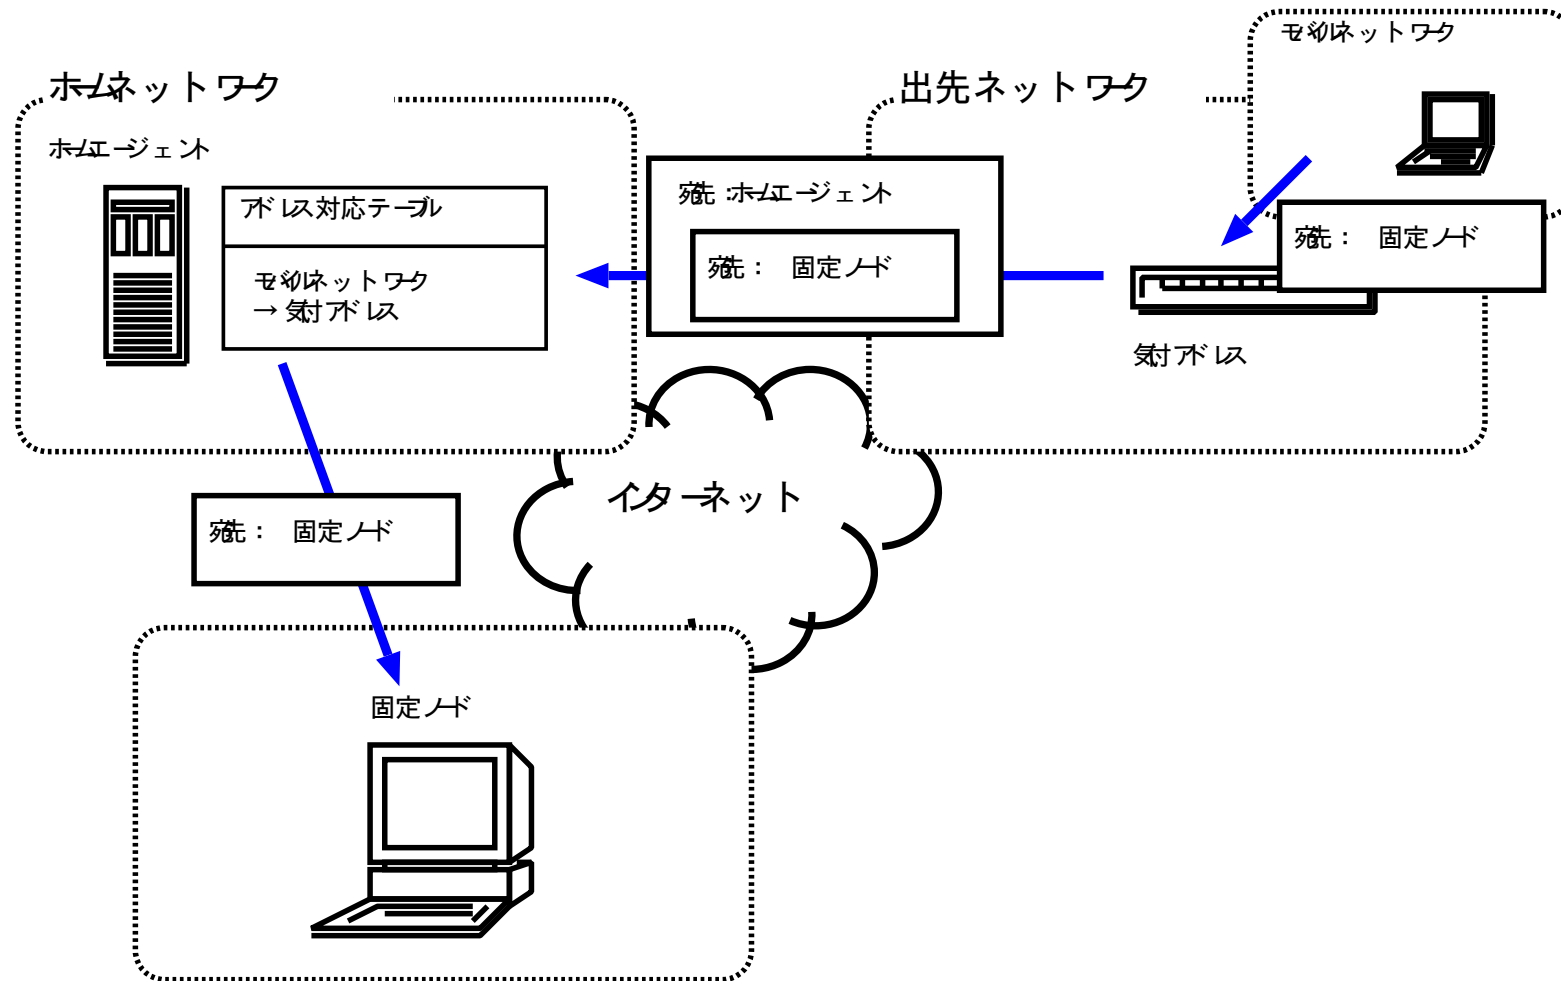 モバイルネットワーク
ホームネットワーク
出先ネットワーク
ホームエージェント
アドレス対応テーブル
モバイルネットワーク
→ 気付アドレス
宛先：ホームエージェント
宛先： 固定ノード
宛先： 固定ノード
気付アドレス
インターネット
宛先： 固定ノード
固定ノード